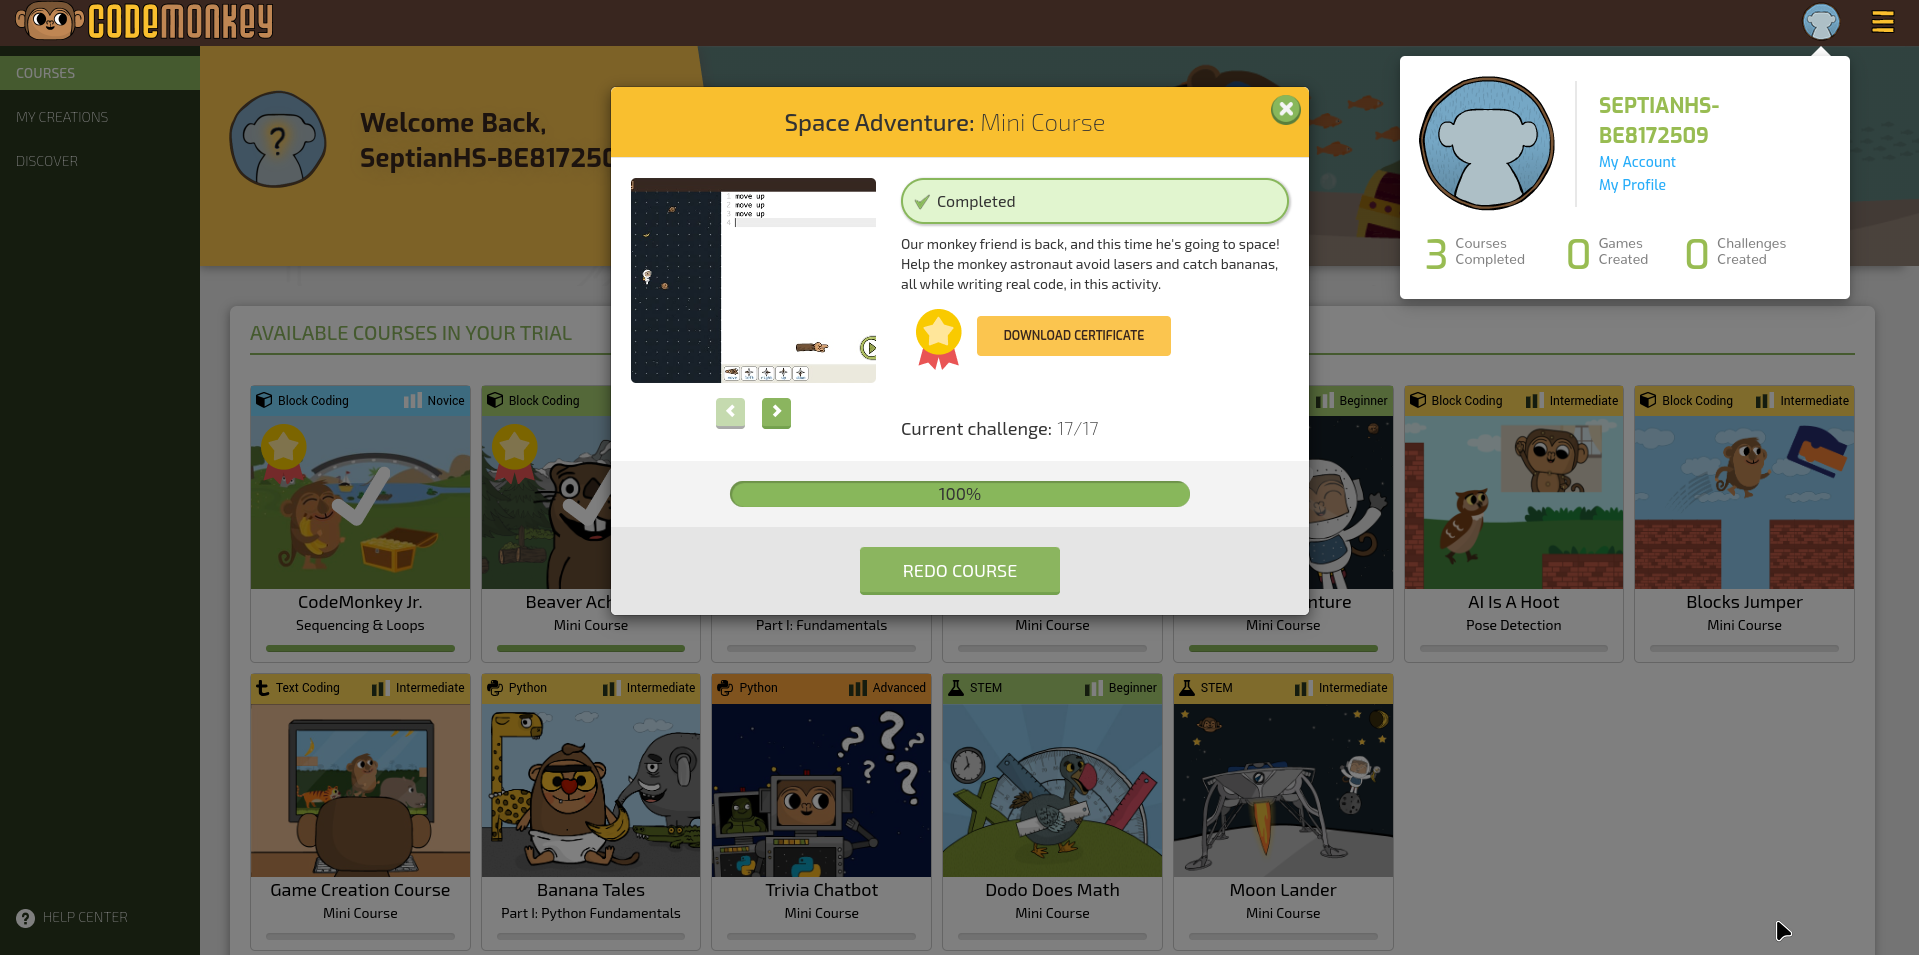 CODEMONKEY
COURSES
MY CREATIONS
DISCOVER
HELP CENTER
?
Welcome Back,
SeptianHS-BE817250
SEPTIANHS-
BE8172509
My Account
My Profile
3 Courses
Completed
0 Games
Created
0 Challenges
Created
Space Adventure: Mini Course
1 move up
2 move up
3 move up
4
Completed
Our monkey friend is back, and this time he's going to space!
Help the monkey astronaut avoid lasers and catch bananas,
all while writing real code, in this activity.
DOWNLOAD CERTIFICATE
Current challenge: 17/17
100%
REDO COURSE
AVAILABLE COURSES IN YOUR TRIAL
Block Coding Novice
CodeMonkey Jr.
Sequencing & Loops
Block Coding
Beaver Ach
Mini Course
Part I: Fundamentals
Mini Course
Beginner
nture
Mini Course
Block Coding Intermediate
AI Is A Hoot
Pose Detection
Block Coding Intermediate
Blocks Jumper
Mini Course
Text Coding Intermediate
Game Creation Course
Mini Course
Python Intermediate
Banana Tales
Part I: Python Fundamentals
Python Advanced
Trivia Chatbot
Mini Course
STEM Beginner
Dodo Does Math
Mini Course
STEM Intermediate
Moon Lander
Mini Course